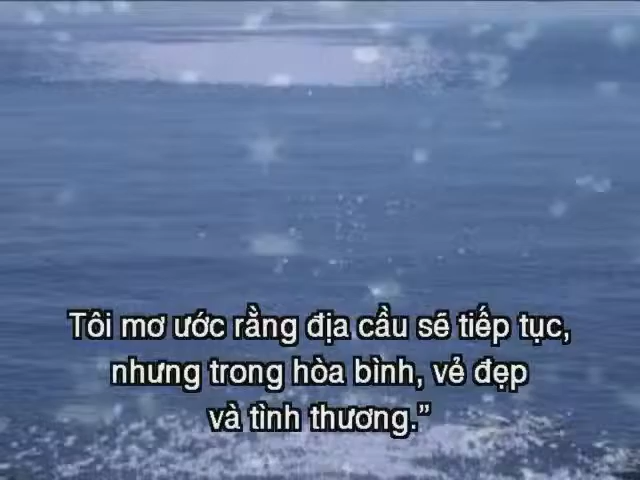 Tôi mơ ước rằng địa cầu sẽ tiếp tục,
nhưng trong hòa bình, vẻ đẹp
và tình thương.”